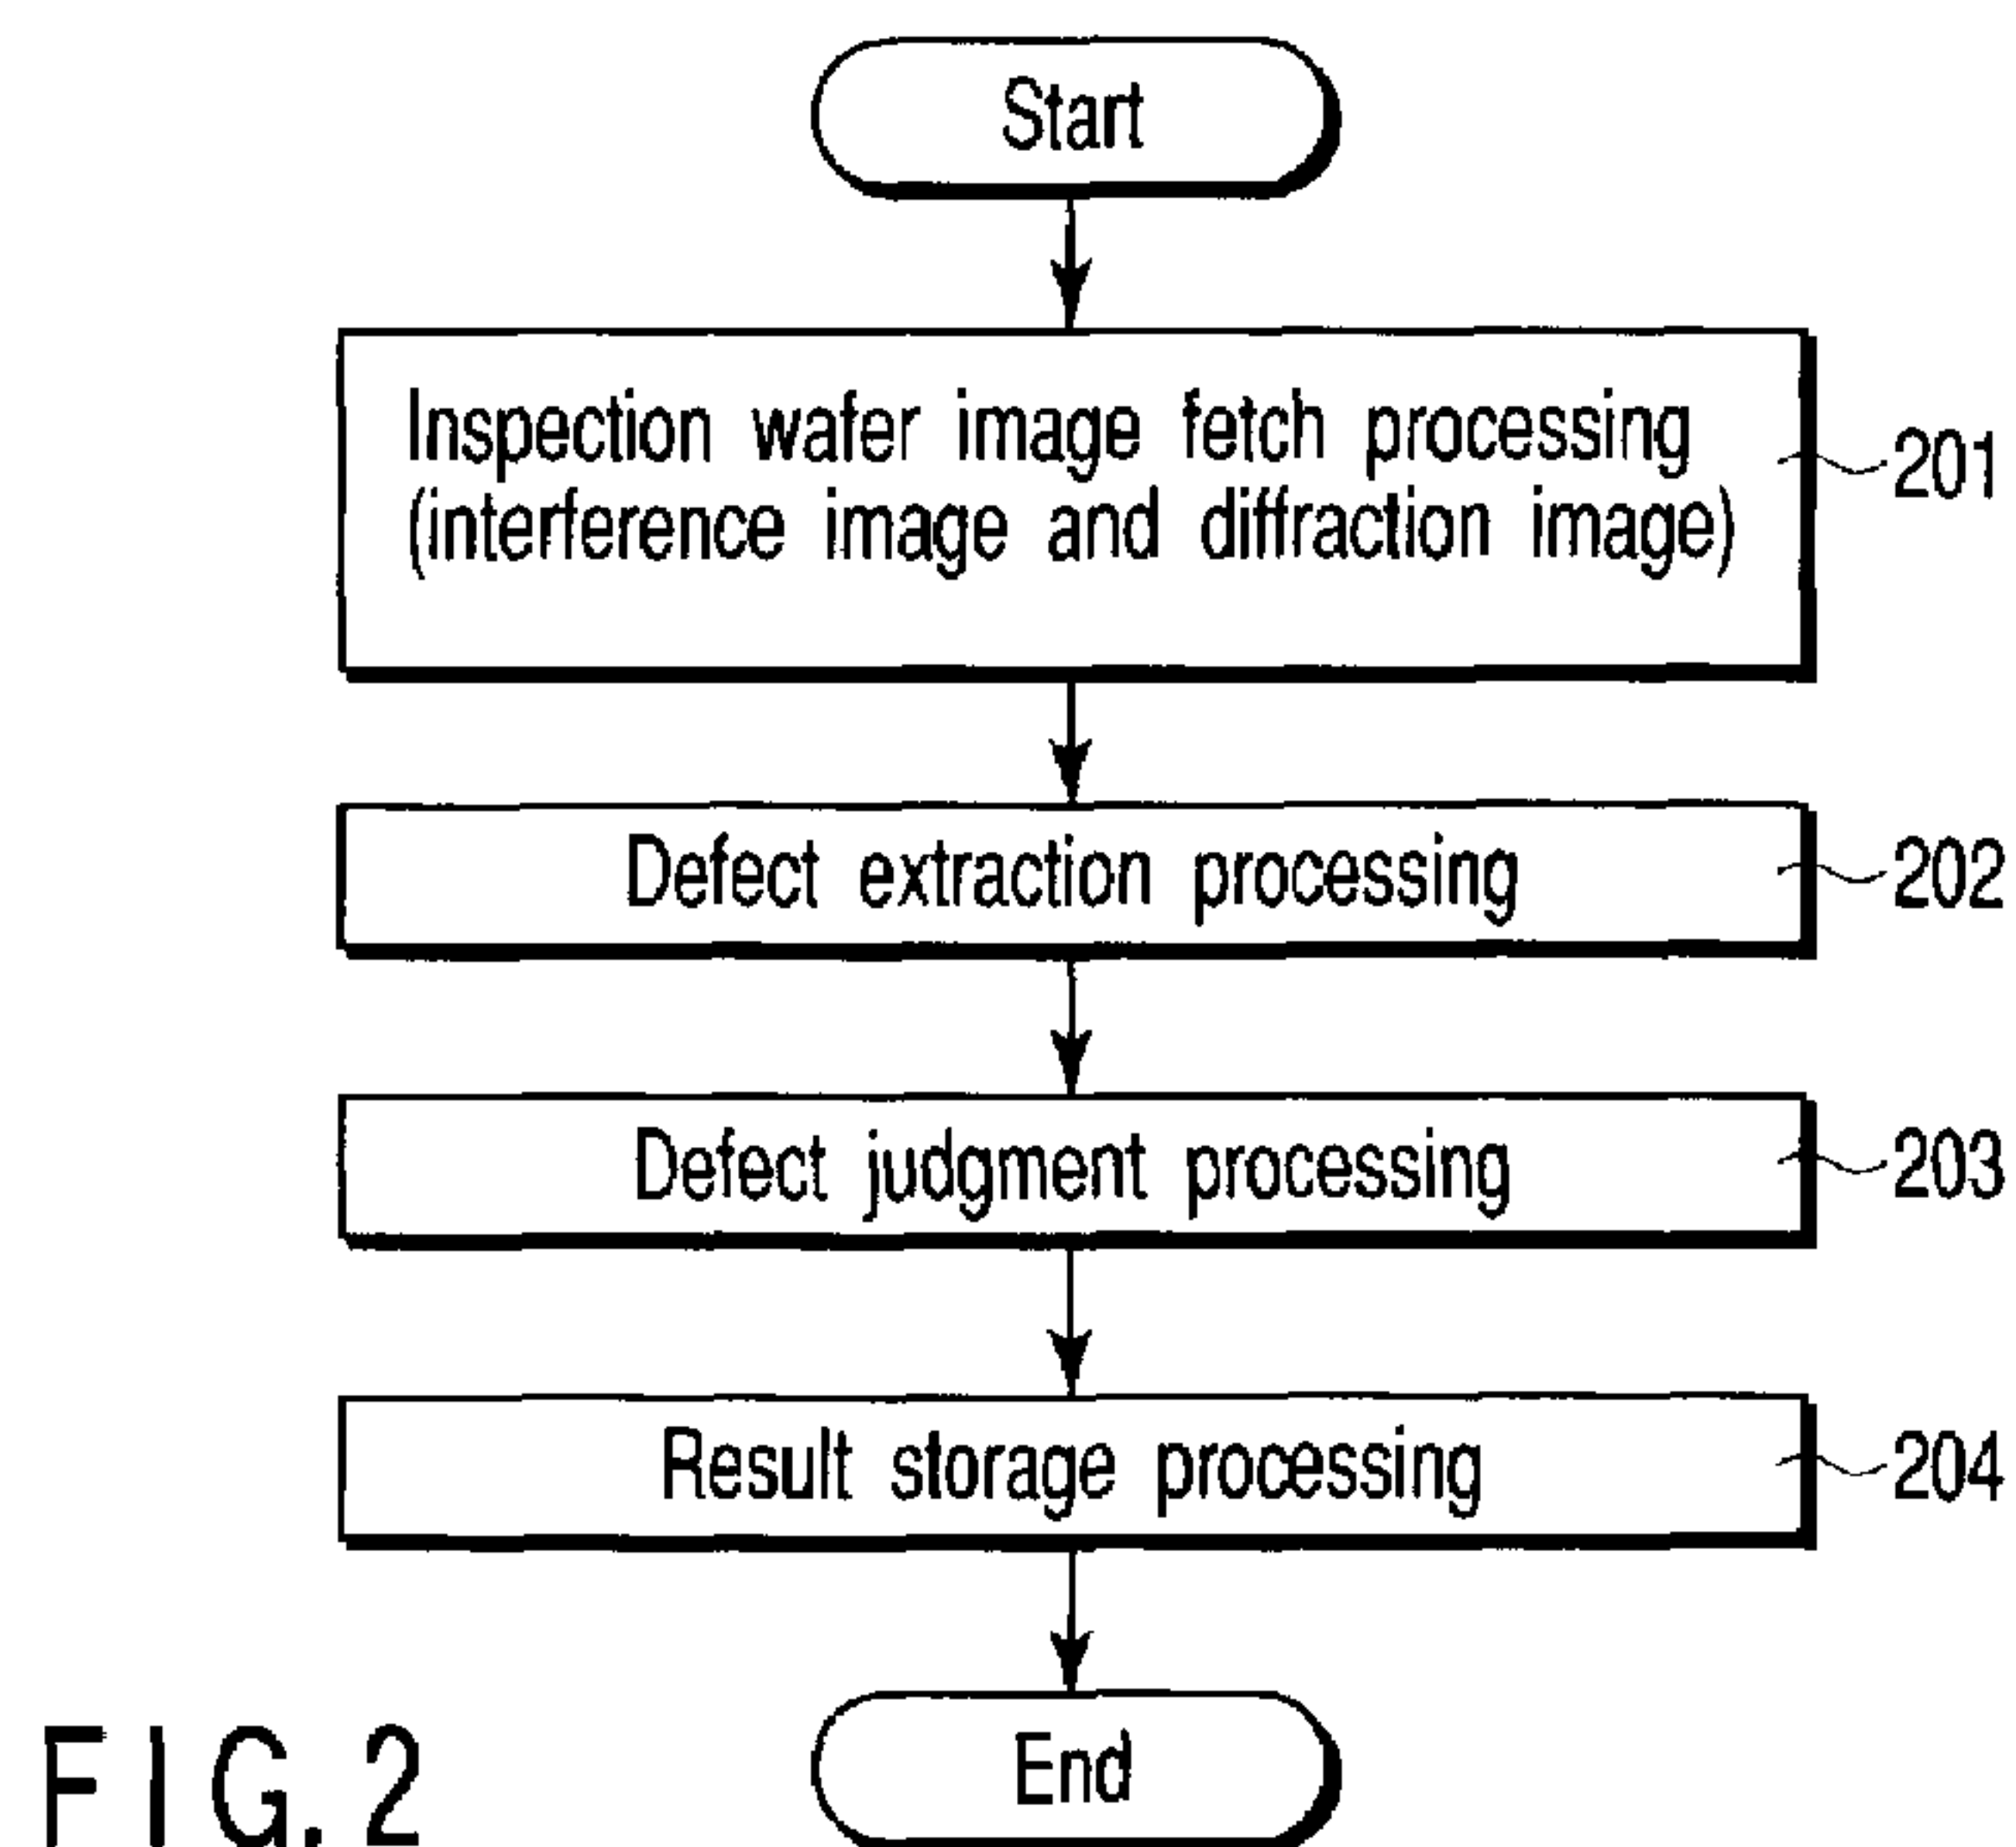 Start
Inspection wafer image fetch processing
(interference image and diffraction image)
201
Defect extraction processing
202
Defect judgment processing
203
Result storage processing
204
End
FIG. 2